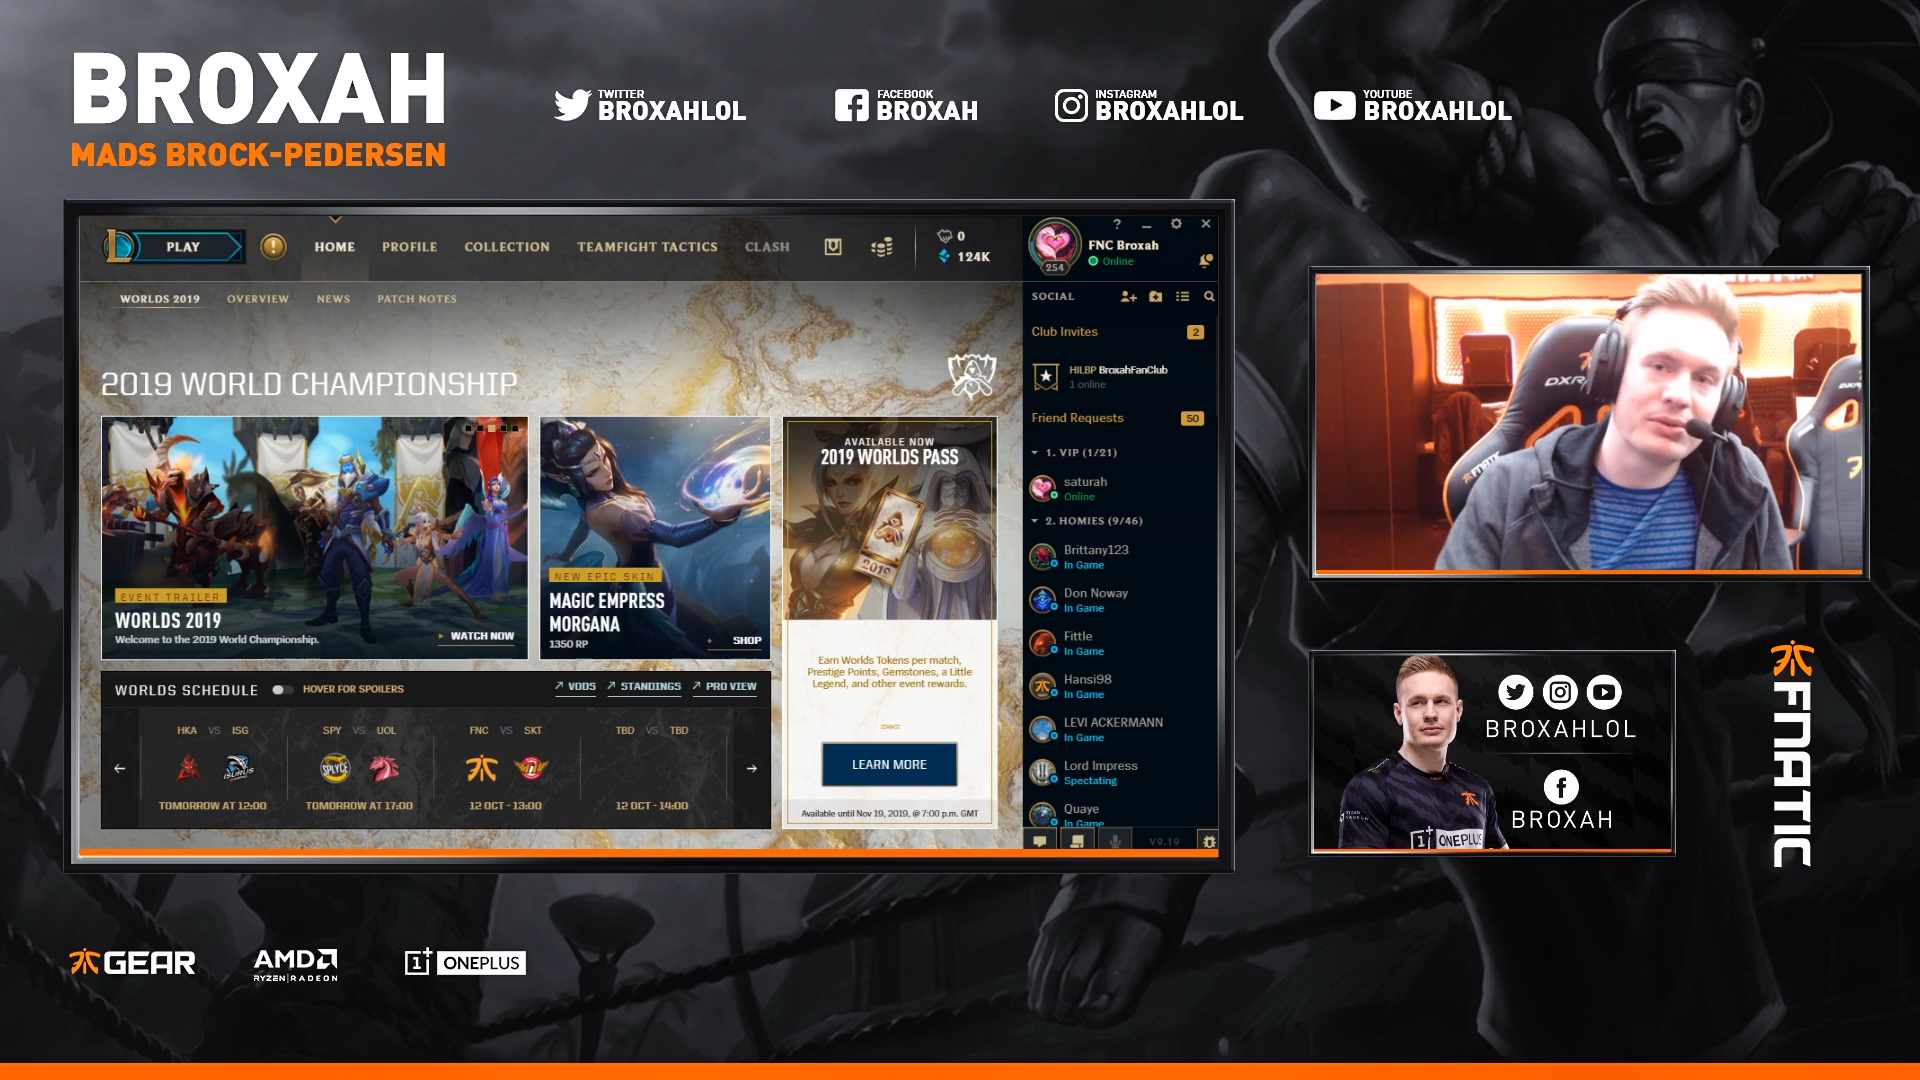 BROXAH
MADS BROCK-PEDERSEN
TWITTER
BROXAHLOL
FACEBOOK
BROXAH
INSTAGRAM
BROXAHLOL
YOUTUBE
BROXAHLOL
PLAY
HOME
PROFILE
COLLECTION
TEAMFIGHT TACTICS
CLASH
0
124K
WORLDS 2019
OVERVIEW
NEWS
PATCH NOTES
2019 WORLD CHAMPIONSHIP
EVENT TRAILER
WORLDS 2019
Welcome to the 2019 World Championship.
WATCH NOW
NEW EPIC SKIN
MAGIC EMPRESS
MORGANA
1350 RP
SHOP
AVAILABLE NOW
2019 WORLDS PASS
2019
Earn Worlds Tokens per match,
Prestige Points, Gemstones, a Little
Legend, and other event rewards.
LEARN MORE
Available until Nov 19, 2019, @ 7:00 p.m. GMT
WORLDS SCHEDULE
HOVER FOR SPOILERS
VODS
STANDINGS
PRO VIEW
HKA VS ISG
ISURUS
TOMORROW AT 12:00
SPY VS UOL
SPLYCE
TOMORROW AT 17:00
FNC VS SKT
12 OCT - 13:00
TBD VS TBD
12 OCT - 14:00
254
FNC Broxah
Online
SOCIAL
Club Invites
2
HILBP BroxahFanClub
1 online
Friend Requests
50
1. VIP (1/21)
saturah
Online
2. HOMIES (9/46)
Brittany123
In Game
Don Noway
In Game
Fittle
In Game
Hansi98
In Game
LEVI ACKERMANN
In Game
Lord Impress
Spectating
Quaye
In Game
V9.19
DXR
FNATIC
BROXAHLOL
BROXAH
ONEPLUS
FNATIC
GEAR
AMD
RYZEN | RADEON
ONEPLUS